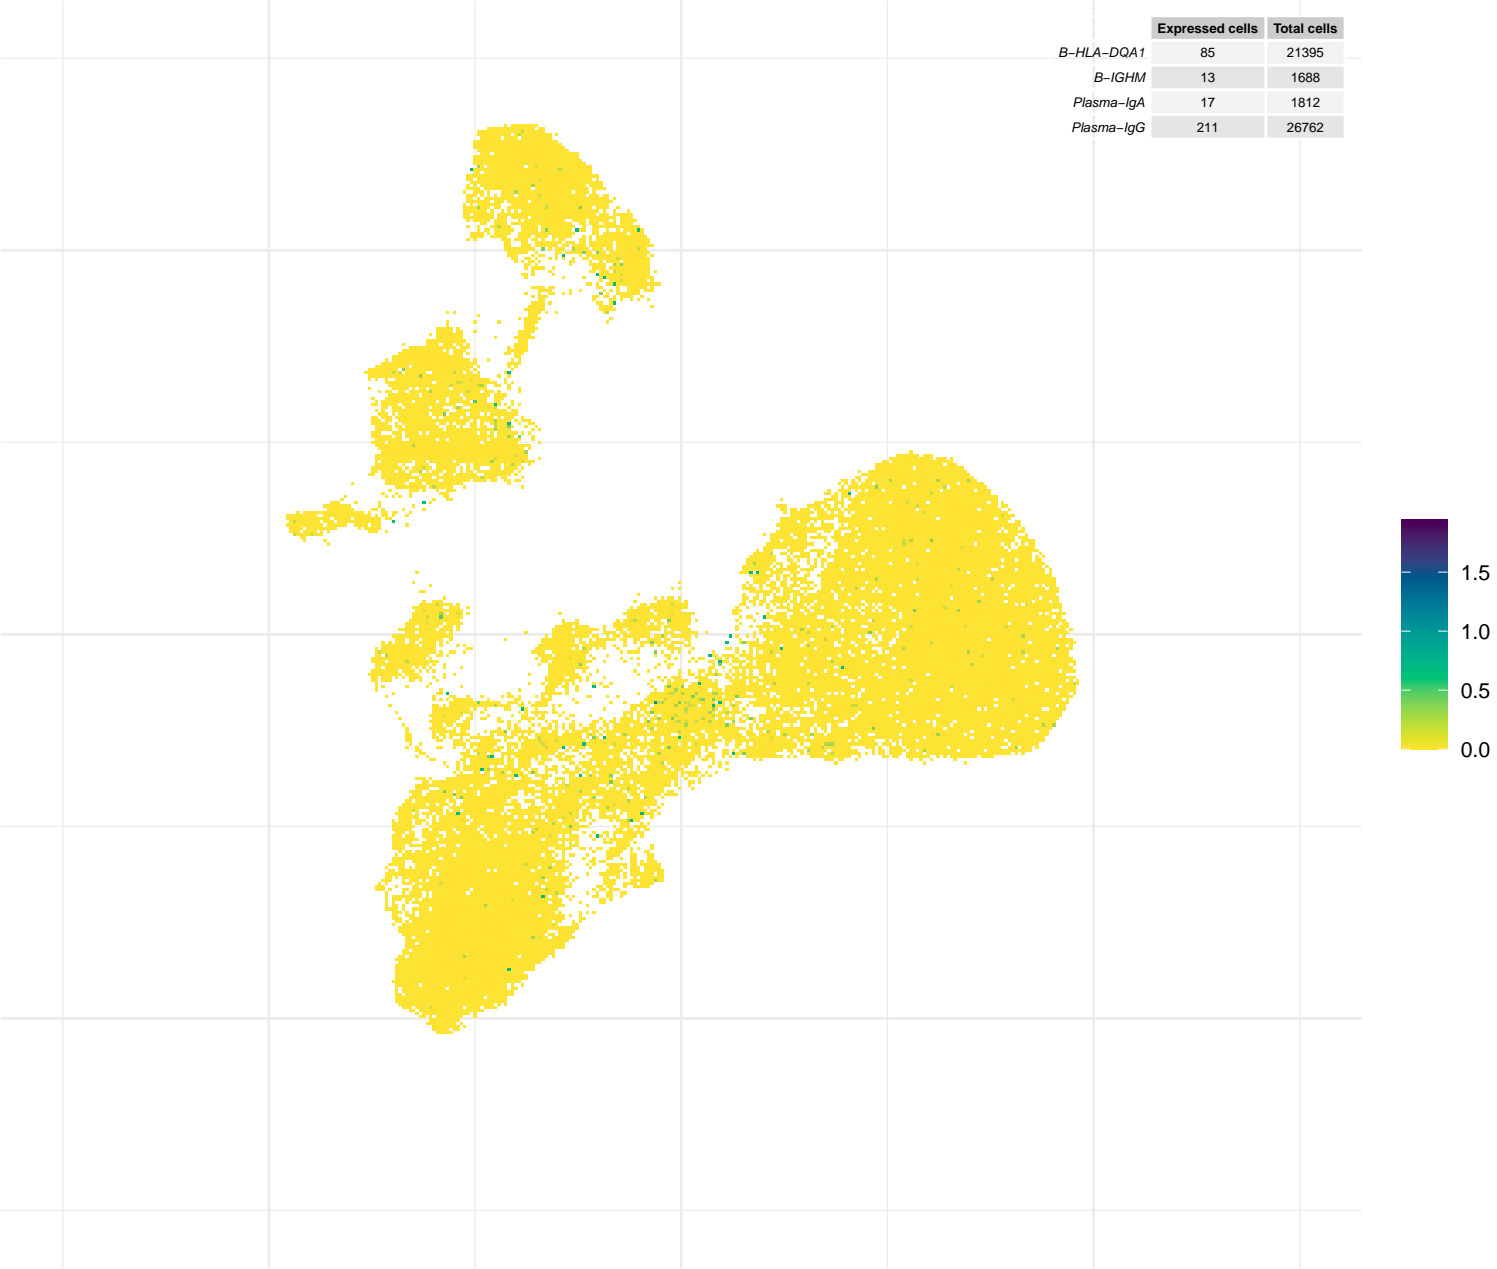 Expressed cells Total cells
B−HLA−DQA1 85 21395
B−IGHM 13 1688
Plasma−IgA 17 1812
Plasma−IgG 211 26762
1.5
1.0
0.5
0.0